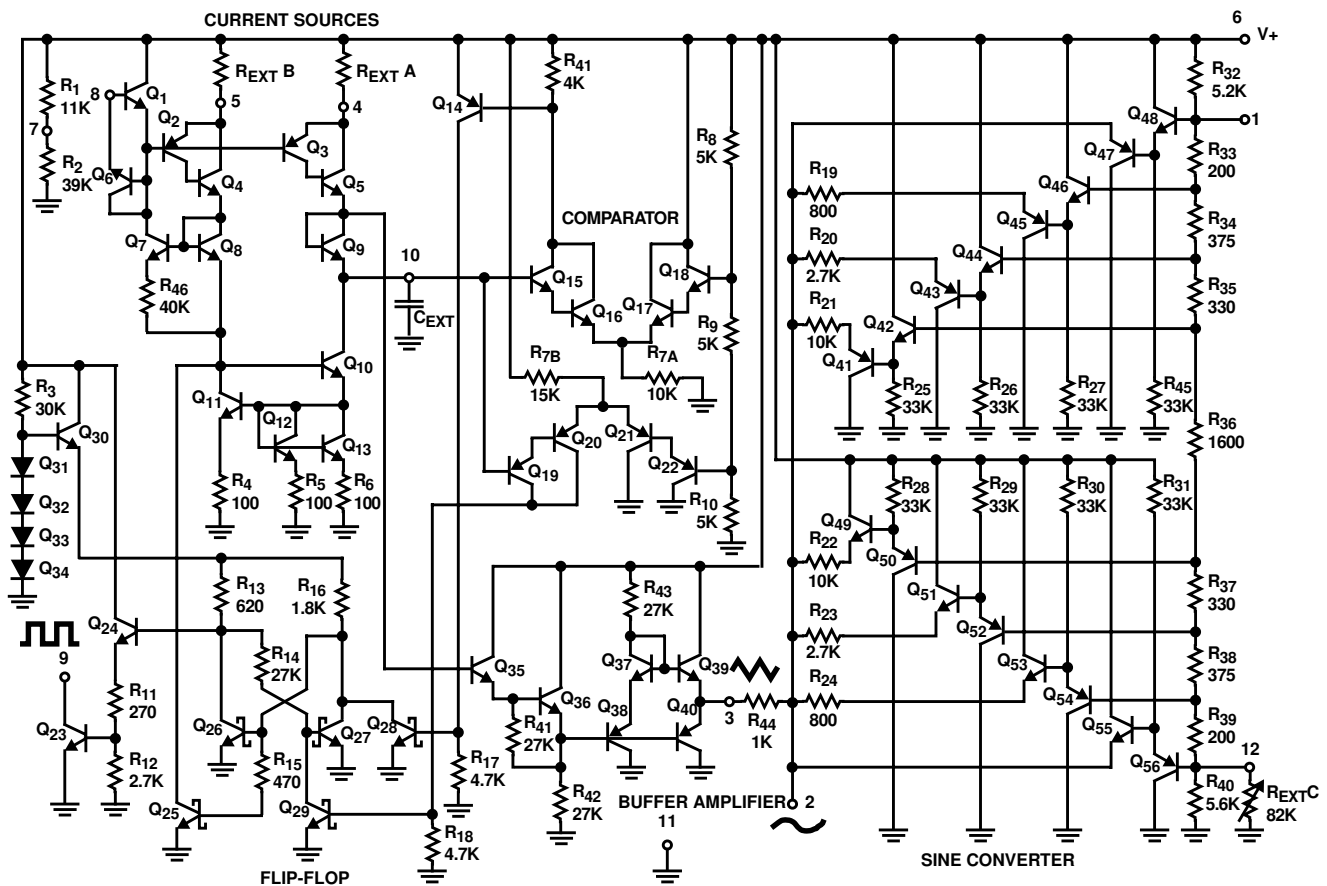 CURRENT SOURCES
6
V+
R1
11K
8
Q1
REXT B
5
REXT A
4
R41
4K
Q14
R32
5.2K
1
Q48
7
R2
39K
Q2
Q6
Q3
Q4
Q5
R8
5K
Q47
R33
200
R19
800
Q46
Q45
R34
375
COMPARATOR
Q7
Q8
Q9
R20
2.7K
Q44
Q43
R35
330
R46
40K
10
CEXT
Q15
Q16
Q17
Q18
R9
5K
R21
10K
Q42
Q41
R7B
15K
R7A
10K
Q10
R3
30K
Q30
Q11
Q12
Q13
R25
33K
R26
33K
R27
33K
R45
33K
R36
1600
Q20
Q21
Q19
Q22
Q31
Q32
Q33
Q34
R4
100
R5
100
R6
100
R10
5K
R28
33K
R29
33K
R30
33K
R31
33K
Q49
R22
10K
Q50
R13
620
R16
1.8K
R43
27K
Q51
R37
330
R23
2.7K
Q52
Q24
9
R14
27K
Q35
Q37
Q39
Q53
R38
375
R24
800
Q54
R11
270
Q36
Q38
Q40
3
R44
1K
Q55
R39
200
Q23
Q26
Q27
Q28
R41
27K
Q56
12
R12
2.7K
R15
470
R17
4.7K
R40
5.6K
REXTC
82K
Q25
Q29
R42
27K
BUFFER AMPLIFIER
2
R18
4.7K
11
SINE CONVERTER
FLIP-FLOP